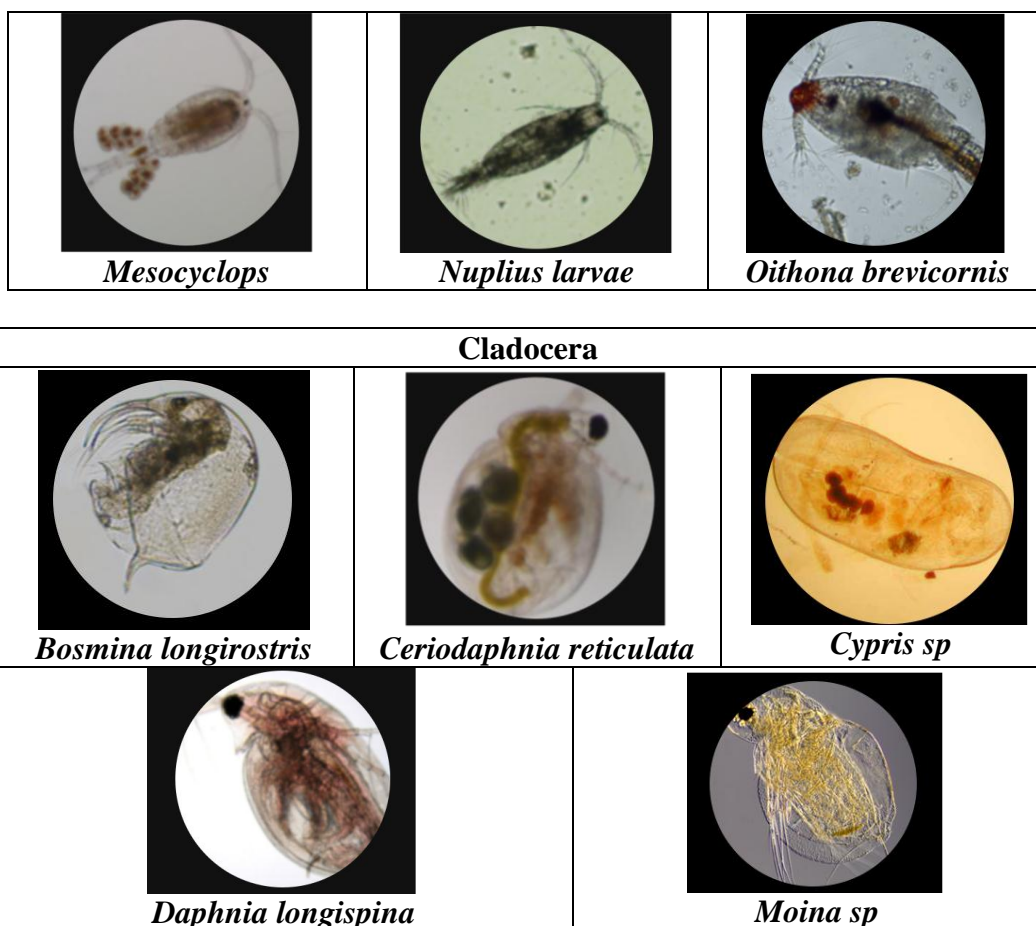 Mesocyclops
Nuplius larvae
Oithona brevicornis
Cladocera
Bosmina longirostris
Ceriodaphnia reticulata
Cypris sp
Daphnia longispina
Moina sp